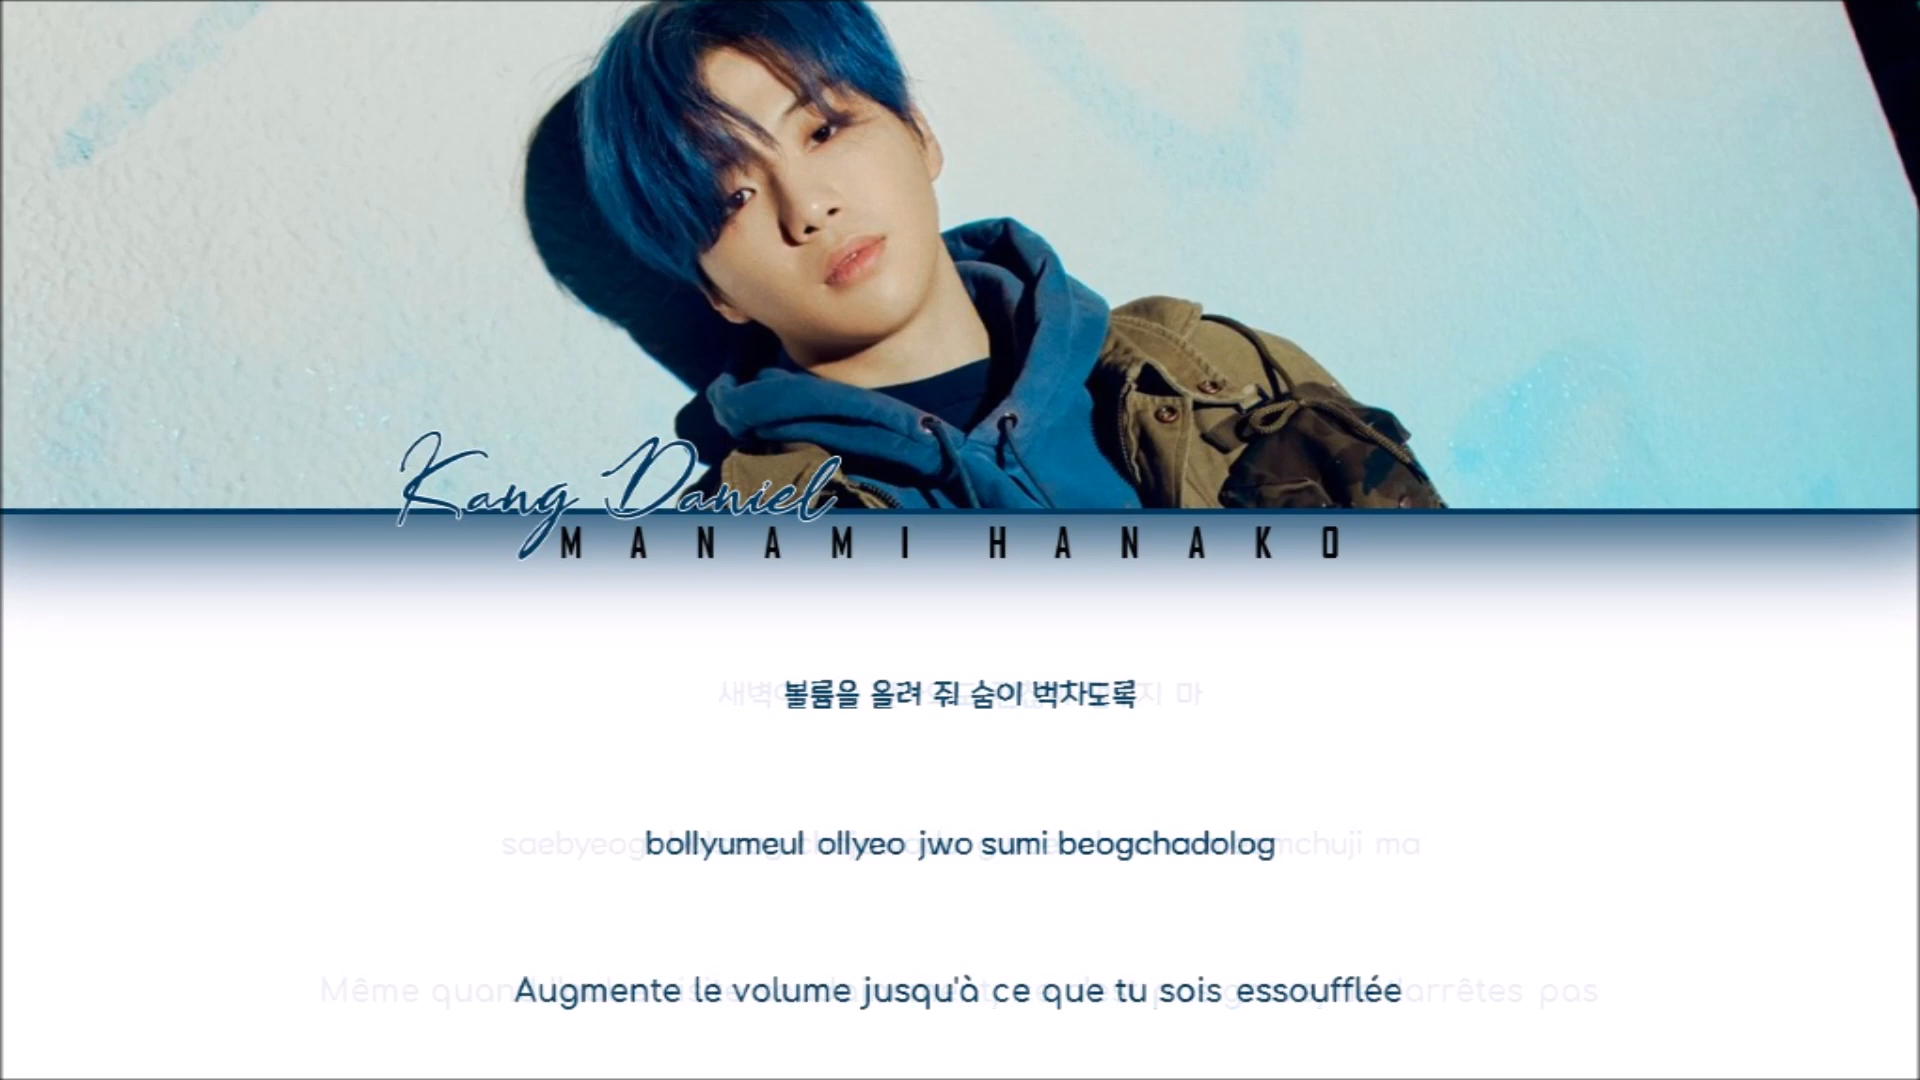 Kang Daniel
MANAMI HANAKO
볼륨을 올려 줘 숨이 벅차도록
bollyumeul ollyeo jwo sumi beogchadolog
Augmente le volume jusqu'à ce que tu sois essoufflée